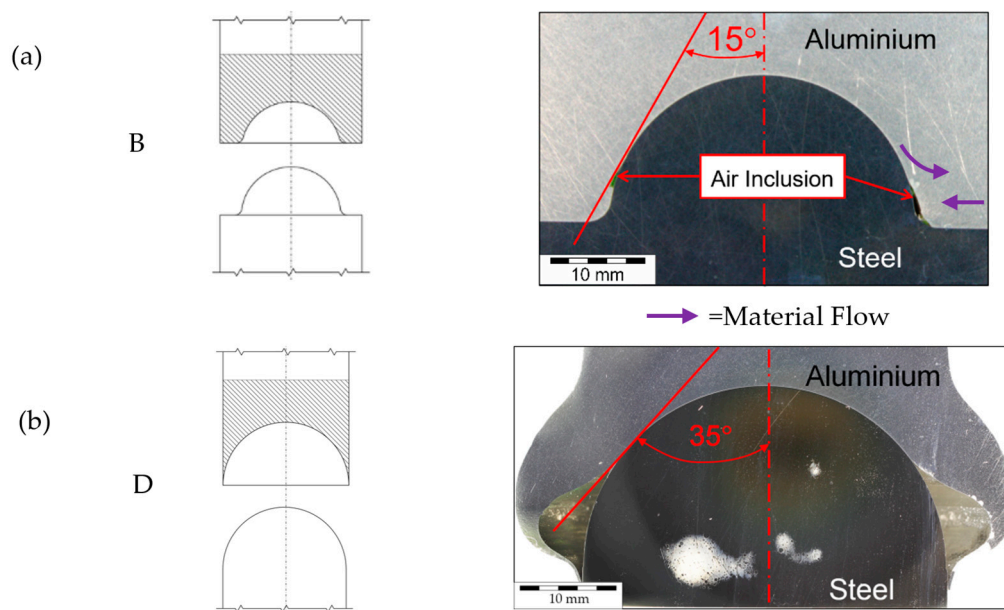 (a)
B
15°
Aluminium
Air Inclusion
Steel
10 mm
=Material Flow
(b)
D
35°
Aluminium
Steel
10 mm